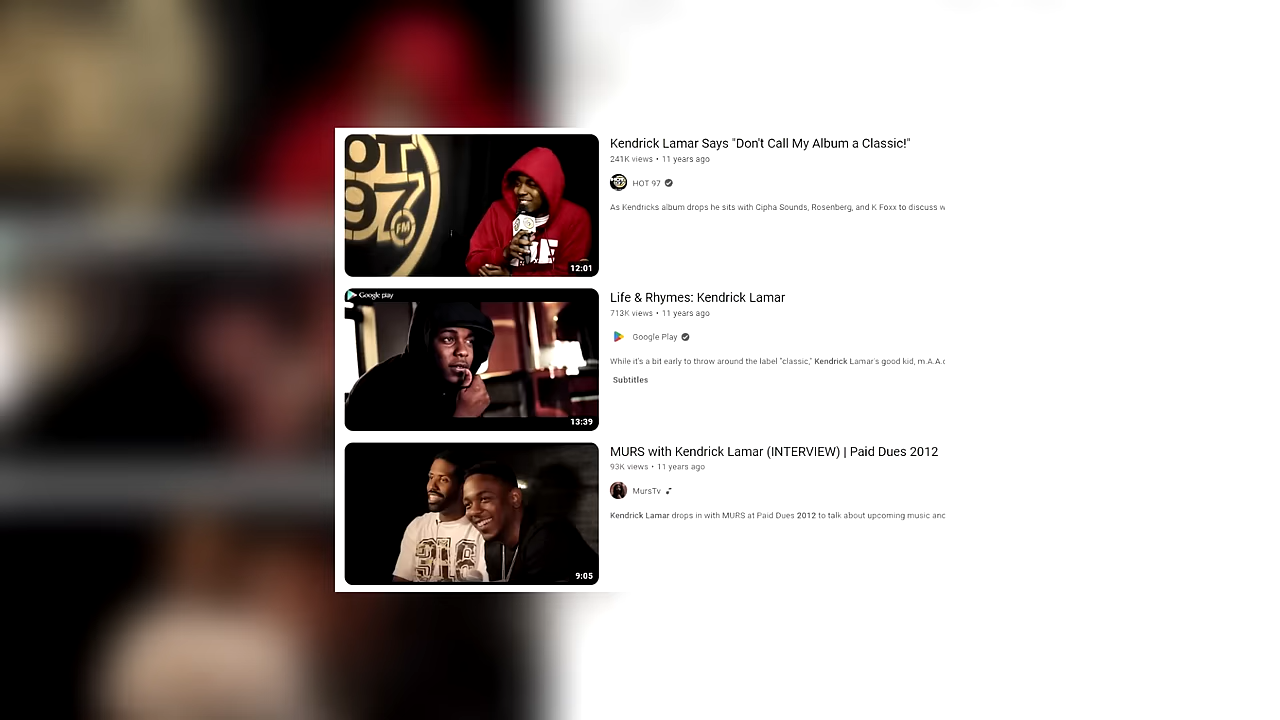 OT
97
FM
12:01
Kendrick Lamar Says "Don't Call My Album a Classic!"
241K views • 11 years ago
HOT 97
As Kendricks album drops he sits with Cipha Sounds, Rosenberg, and K Foxx to discuss w
Google play
13:39
Life & Rhymes: Kendrick Lamar
713K views • 11 years ago
Google Play
While it's a bit early to throw around the label "classic," Kendrick Lamar's good kid, m.A.A.c
Subtitles
9:05
MURS with Kendrick Lamar (INTERVIEW) | Paid Dues 2012
93K views • 11 years ago
MursTv
Kendrick Lamar drops in with MURS at Paid Dues 2012 to talk about upcoming music and